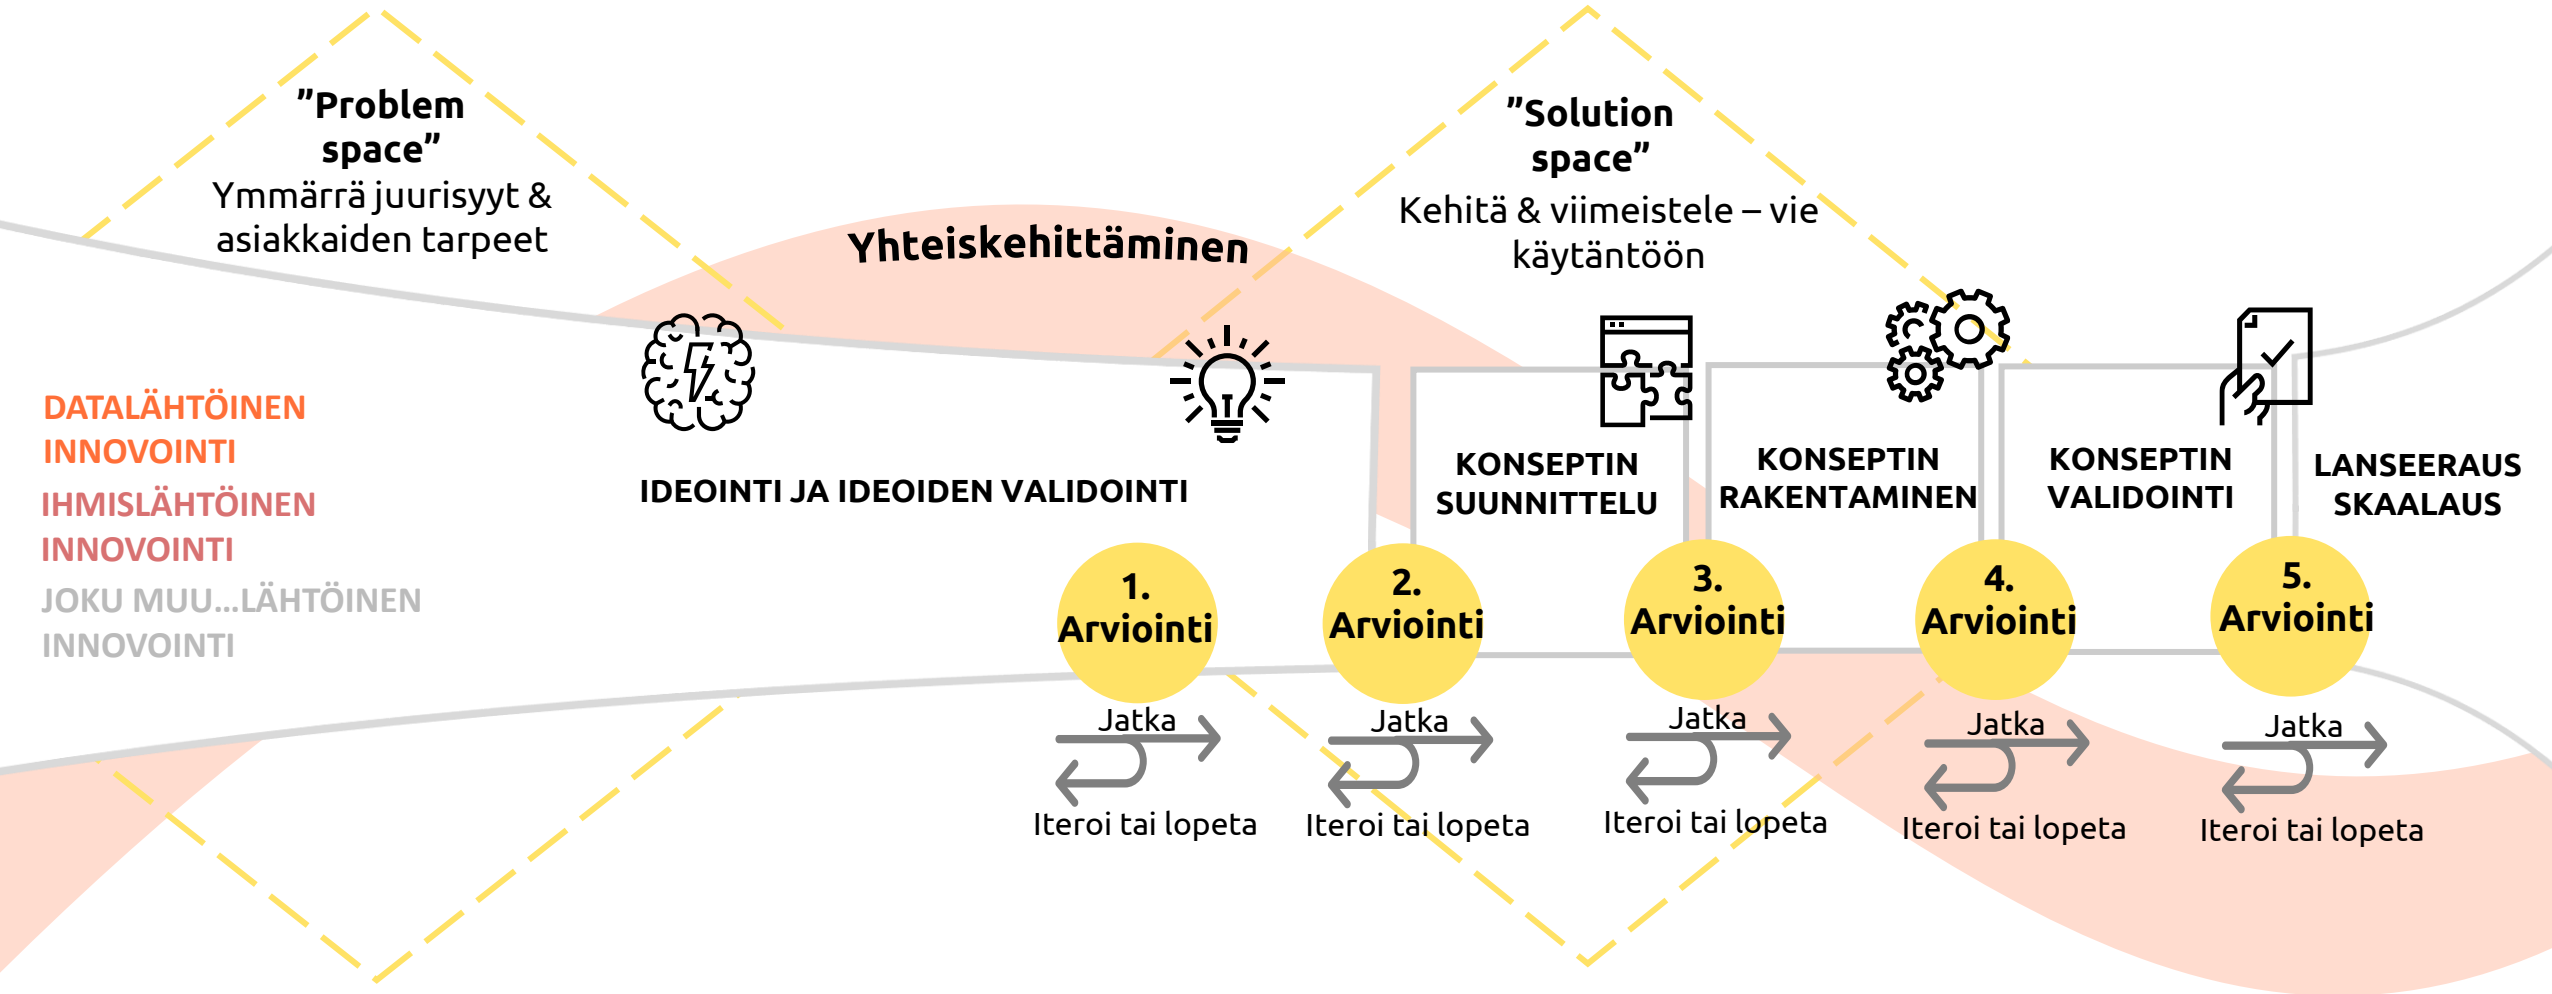 ”Problem
space”
Ymmärrä juurisyyt &
asiakkaiden tarpeet
Yhteiskehittäminen
”Solution
space”
Kehitä & viimeistele – vie
käytäntöön
DATALÄHTÖINEN
INNOVOINTI
IHMISLÄHTÖINEN
INNOVOINTI
JOKU MUU...LÄHTÖINEN
INNOVOINTI
IDEOINTI JA IDEOIDEN VALIDOINTI
KONSEPTIN
SUUNNITTELU
KONSEPTIN
RAKENTAMINEN
KONSEPTIN
VALIDOINTI
LANSEERAUS
SKAALAUS
1.
Arviointi
2.
Arviointi
3.
Arviointi
4.
Arviointi
5.
Arviointi
Jatka
Iteroi tai lopeta
Jatka
Iteroi tai lopeta
Jatka
Iteroi tai lopeta
Jatka
Iteroi tai lopeta
Jatka
Iteroi tai lopeta